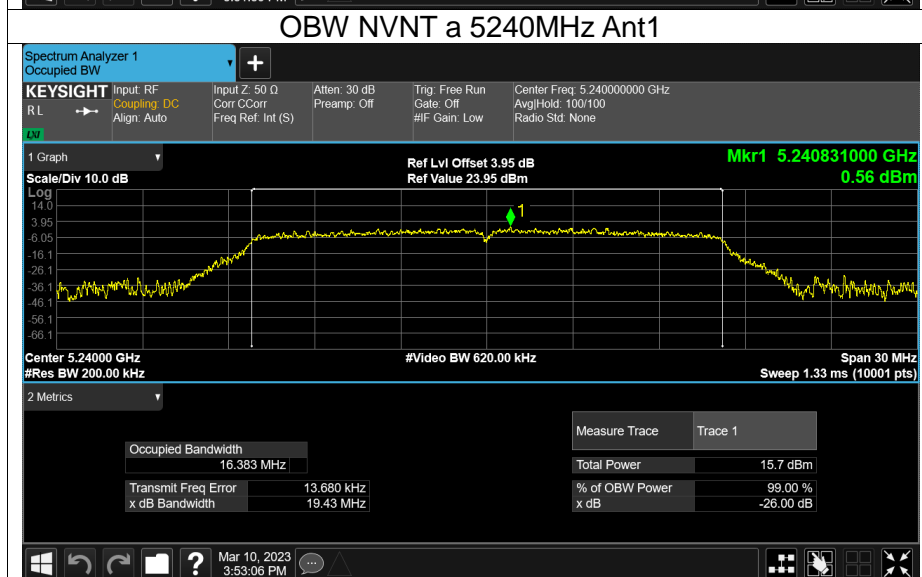 OBW NVNT a 5240MHz Ant1
Spectrum Analyzer 1
Occupied BW
+
KEYSIGHT
R L
LXI
Input: RF
Coupling: DC
Align: Auto
Input Z: 50 Ω
Corr CCorr
Freq Ref: Int (S)
Atten: 30 dB
Preamp: Off
Trig: Free Run
Gate: Off
#IF Gain: Low
Center Freq: 5.240000000 GHz
Avg|Hold: 100/100
Radio Std: None
1 Graph
Scale/Div 10.0 dB
Ref Lvl Offset 3.95 dB
Ref Value 23.95 dBm
Mkr1 5.240831000 GHz
0.56 dBm
Log
14.0
3.95
-6.05
-16.1
-26.1
-36.1
-46.1
-56.1
-66.1
1
Center 5.24000 GHz
#Res BW 200.00 kHz
#Video BW 620.00 kHz
Span 30 MHz
Sweep 1.33 ms (10001 pts)
2 Metrics
Measure Trace Trace 1
Occupied Bandwidth
16.383 MHz
Total Power 15.7 dBm
Transmit Freq Error 13.680 kHz
% of OBW Power 99.00 %
x dB Bandwidth 19.43 MHz
x dB -26.00 dB
?
Mar 10, 2023
3:53:06 PM